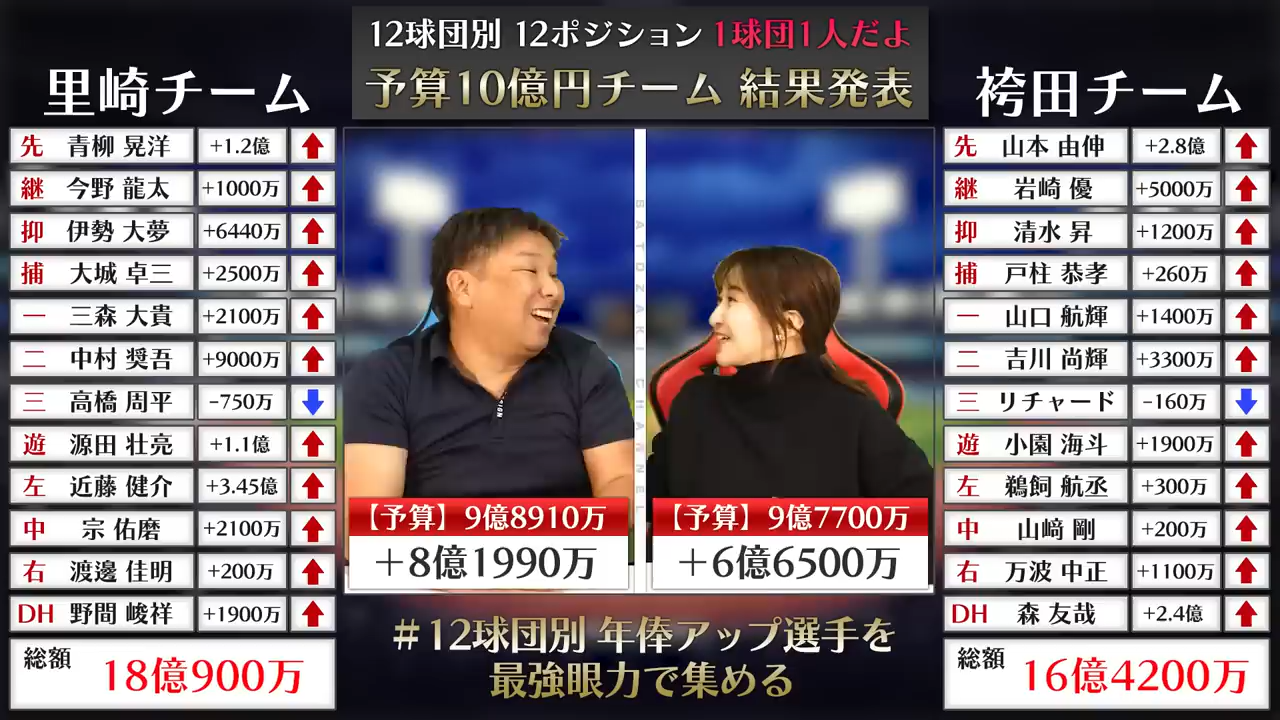 12球団別 12ポジション 1球団1人だよ
予算10億円チーム 結果発表
里崎チーム
先 青柳 晃洋 +1.2億
継 今野 龍太 +1000万
抑 伊勢 大夢 +6440万
捕 大城 卓三 +2500万
一 三森 大貴 +2100万
二 中村 奨吾 +9000万
三 高橋 周平 -750万
遊 源田 壮亮 +1.1億
左 近藤 健介 +3.45億
中 宗 佑磨 +2100万
右 渡邉 佳明 +200万
DH 野間 峻祥 +1900万
総額 18億900万
【予算】9億8910万
+8億1990万
SATOZAKI CHANNEL
【予算】9億7700万
+6億6500万
#12球団別 年俸アップ選手を
最強眼力で集める
袴田チーム
先 山本 由伸 +2.8億
継 岩崎 優 +5000万
抑 清水 昇 +1200万
捕 戸柱 恭孝 +260万
一 山口 航輝 +1400万
二 吉川 尚輝 +3300万
三 リチャード -160万
遊 小園 海斗 +1900万
左 鵜飼 航丞 +300万
中 山﨑 剛 +200万
右 万波 中正 +1100万
DH 森 友哉 +2.4億
総額 16億4200万